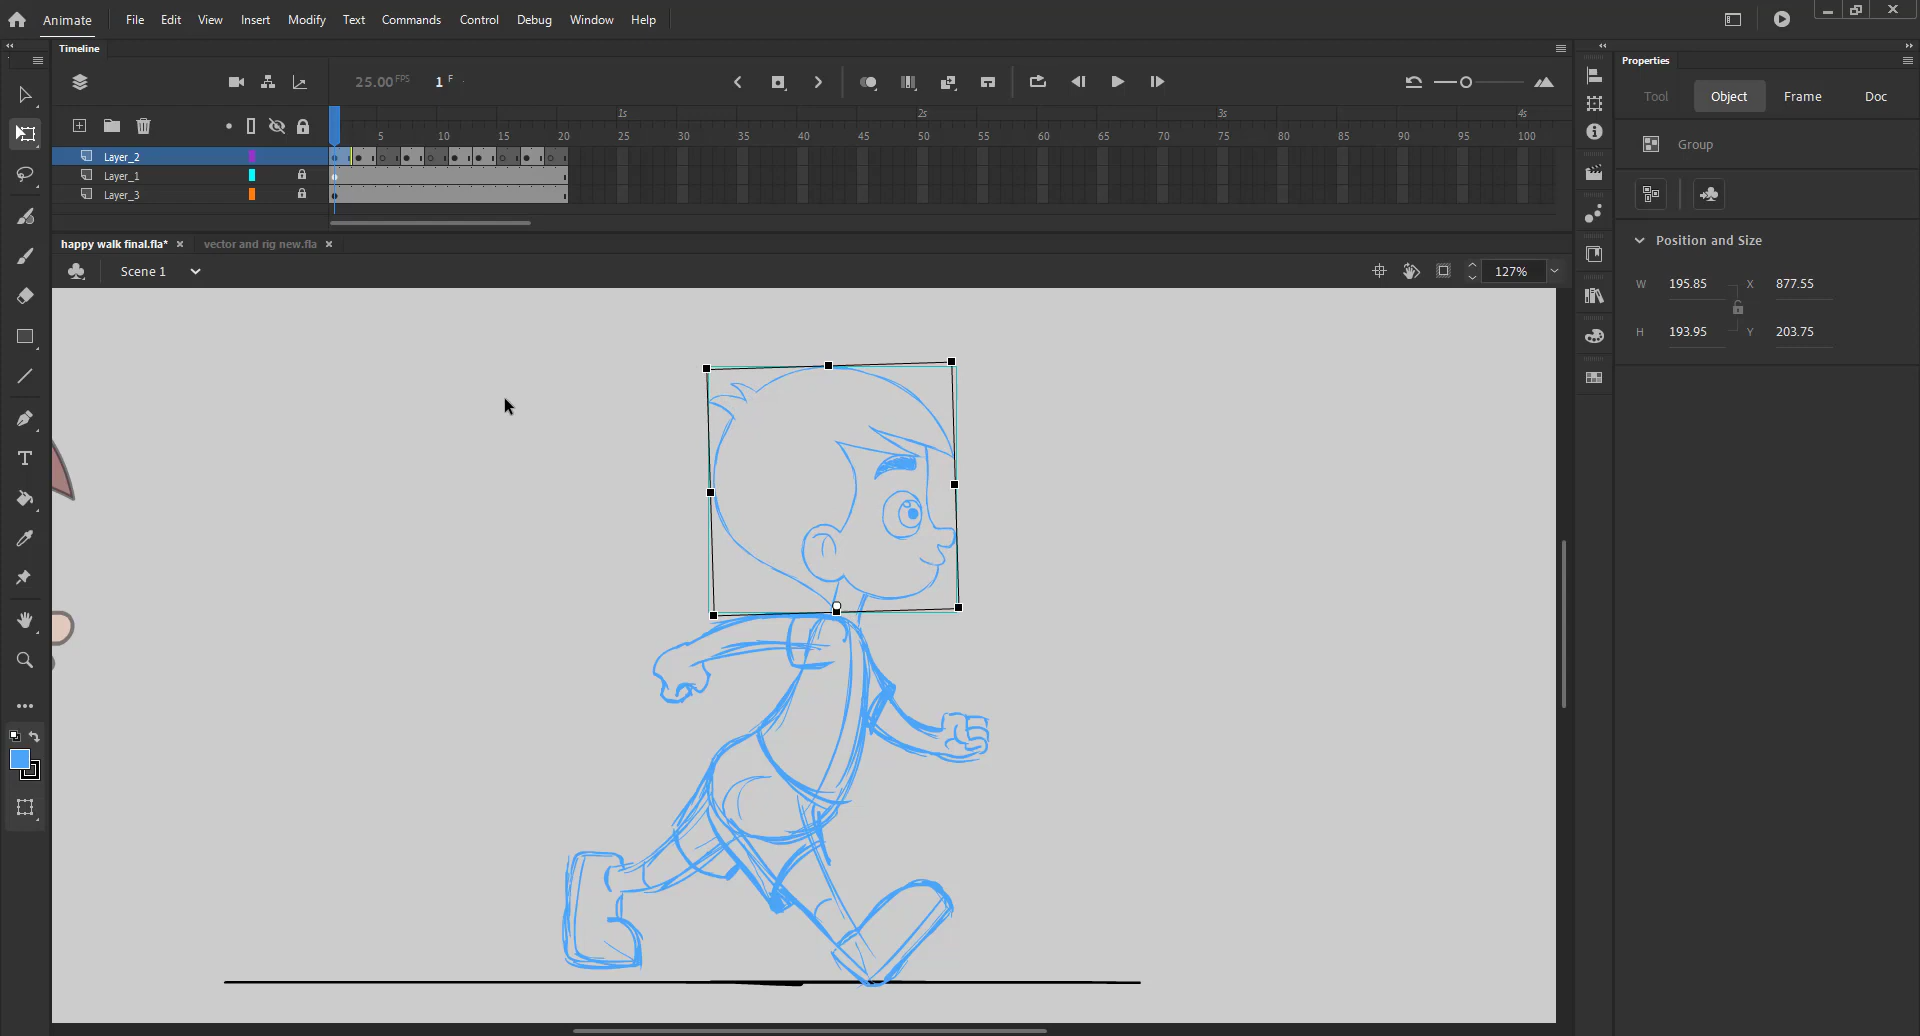 Animate File Edit View Insert Modify Text Commands Control Debug Window Help
Timeline
25.00 FPS 1 F
1s 2s 3s 4s
5 10 15 20 25 30 35 40 45 50 55 60 65 70 75 80 85 90 95 100
Layer_2
Layer_1
Layer_3
happy walk final.fla* × vector and rig new.fla ×
Scene 1
127%
Properties
Tool Object Frame Doc
Group
Position and Size
W 195.85 X 877.55
H 193.95 Y 203.75